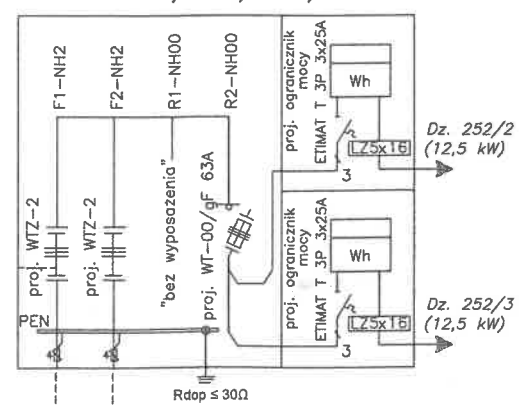 F1-NH2
F2-NH2
R1-NH00
R2-NH00
proj. WTZ-2
proj. WTZ-2
"bez wyposażenia"
proj. WT-00/gF 63A
PEN
4
4
Rdop ≤ 30Ω
proj. ogranicznik
mocy
ETIMAT T 3P 3x25A
Wh
LZ5x16
3
Dz. 252/2
(12,5 kW)
proj. ogranicznik
mocy
ETIMAT T 3P 3x25A
Wh
LZ5x16
3
Dz. 252/3
(12,5 kW)